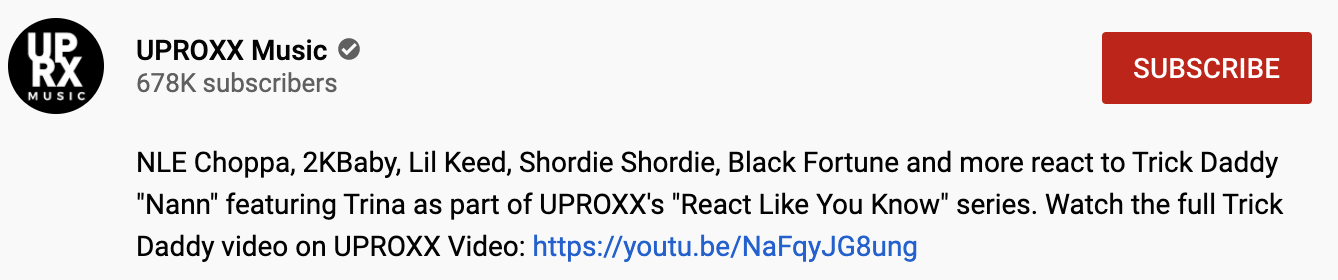 UP
RX
MUSIC
UPROXX Music
678K subscribers
SUBSCRIBE
NLE Choppa, 2KBaby, Lil Keed, Shordie Shordie, Black Fortune and more react to Trick Daddy
"Nann" featuring Trina as part of UPROXX's "React Like You Know" series. Watch the full Trick
Daddy video on UPROXX Video: https://youtu.be/NaFqyJG8ung